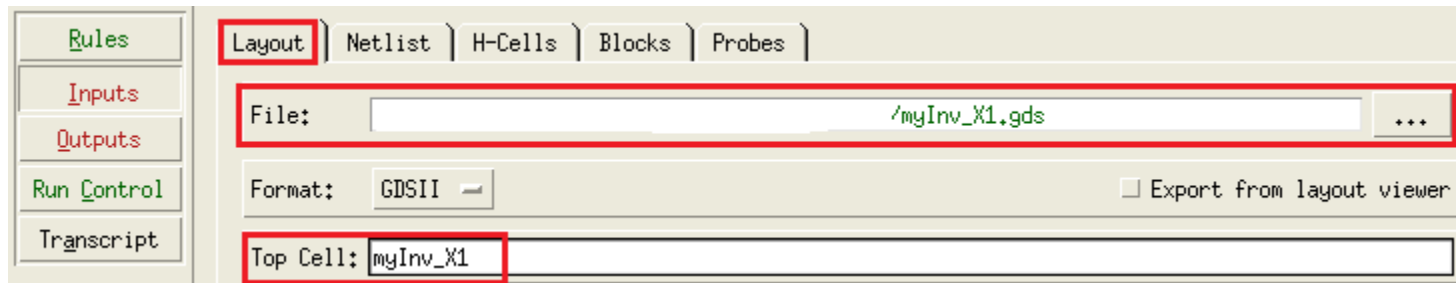 Rules
Inputs
Outputs
Run Control
Transcript
Layout Netlist H-Cells Blocks Probes
File: /myInv_X1.gds ...
Format: GDSII Export from layout viewer
Top Cell: myInv_X1